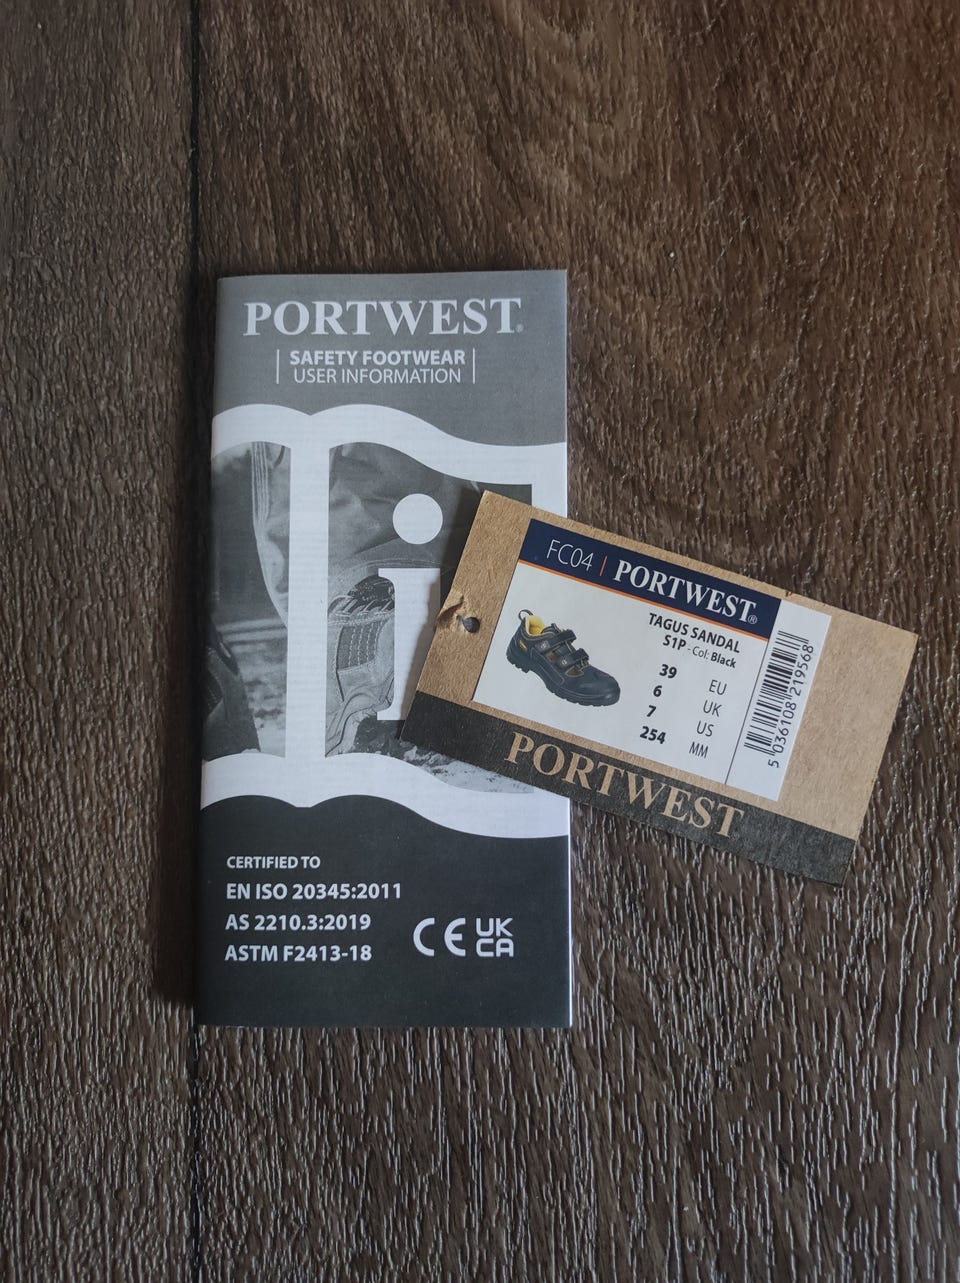 PORTWEST®
SAFETY FOOTWEAR
USER INFORMATION
i
CERTIFIED TO
EN ISO 20345:2011
AS 2210.3:2019
ASTM F2413-18
CE UK
CA
FC04 | PORTWEST®
TAGUS SANDAL
S1P - Col: Black
39 EU
6 UK
7 US
254 MM
5 036108 219568
PORTWEST